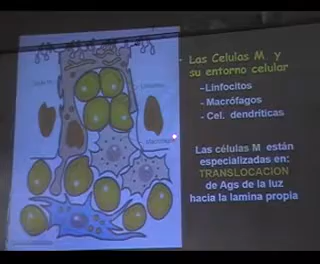 Las Celulas M y
su entorno celular
-Linfocitos
- Macrófagos
- Cel. dendríticas
Las células M están
especializadas en:
TRANSLOCACION
de Ags de la luz
hacia la lamina propia